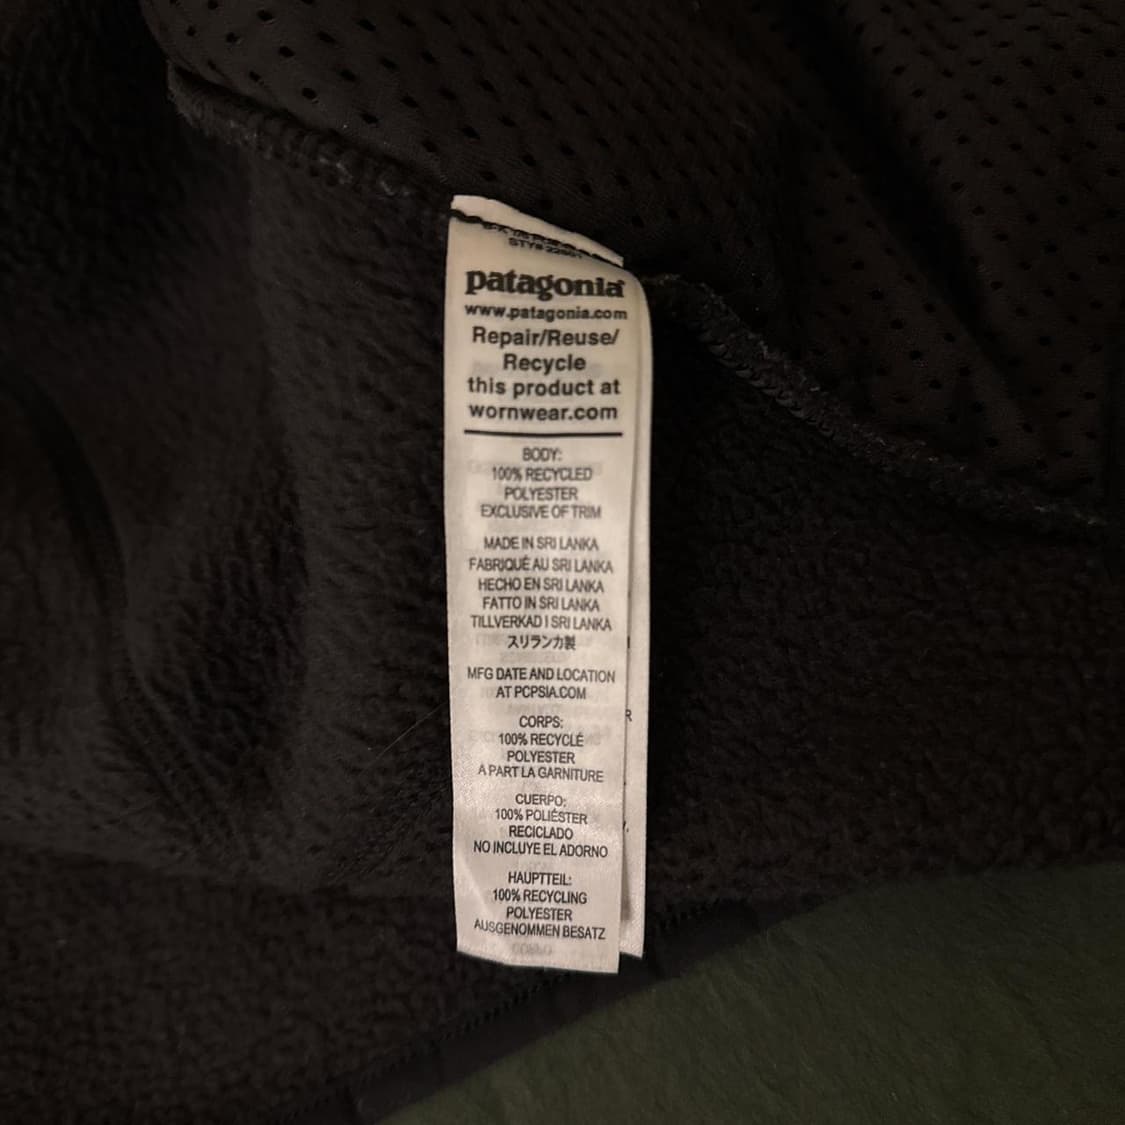 patagonia
www.patagonia.com
Repair/Reuse/
Recycle
this product at
wornwear.com
BODY:
100% RECYCLED
POLYESTER
EXCLUSIVE OF TRIM
MADE IN SRI LANKA
FABRIQUÉ AU SRI LANKA
HECHO EN SRI LANKA
FATTO IN SRI LANKA
TILLVERKAD I SRI LANKA
スリランカ製
MFG DATE AND LOCATION
AT PCPSIA.COM
CORPS:
100% RECYCLÉ
POLYESTER
A PART LA GARNITURE
CUERPO:
100% POLIÉSTER
RECICLADO
NO INCLUYE EL ADORNO
HAUPTTEIL:
100% RECYCLING
POLYESTER
AUSGENOMMEN BESATZ